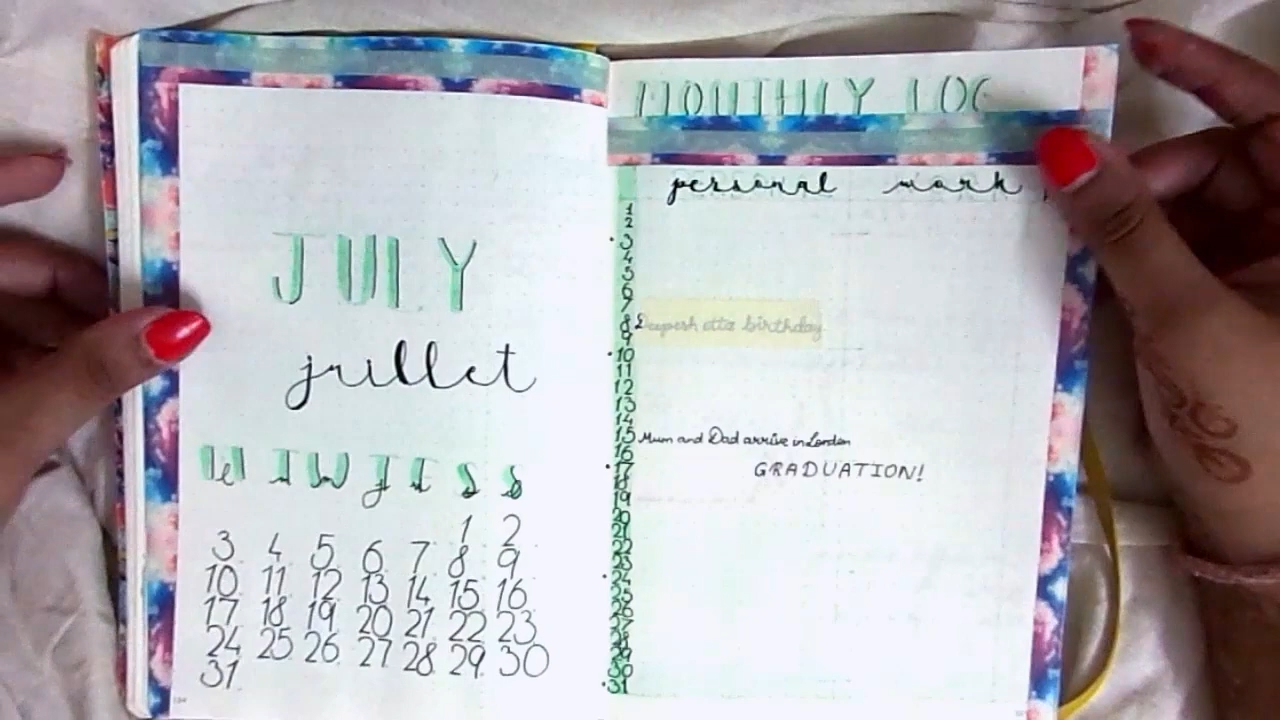 JULY
juillet
S S
1 2
3 4 5 6 7 8 9
10 11 12 13 14 15 16
17 18 19 20 21 22 23
24 25 26 27 28 29 30
31
MONTHLY LOG
personal work
1
2
3
4
5
6
7
8 Deepesh atta birthday
9
10
11
12
13
14
15 Mum and Dad arrive in London
16
17 GRADUATION!
18
19
20
21
22
23
24
25
26
27
28
29
30
31